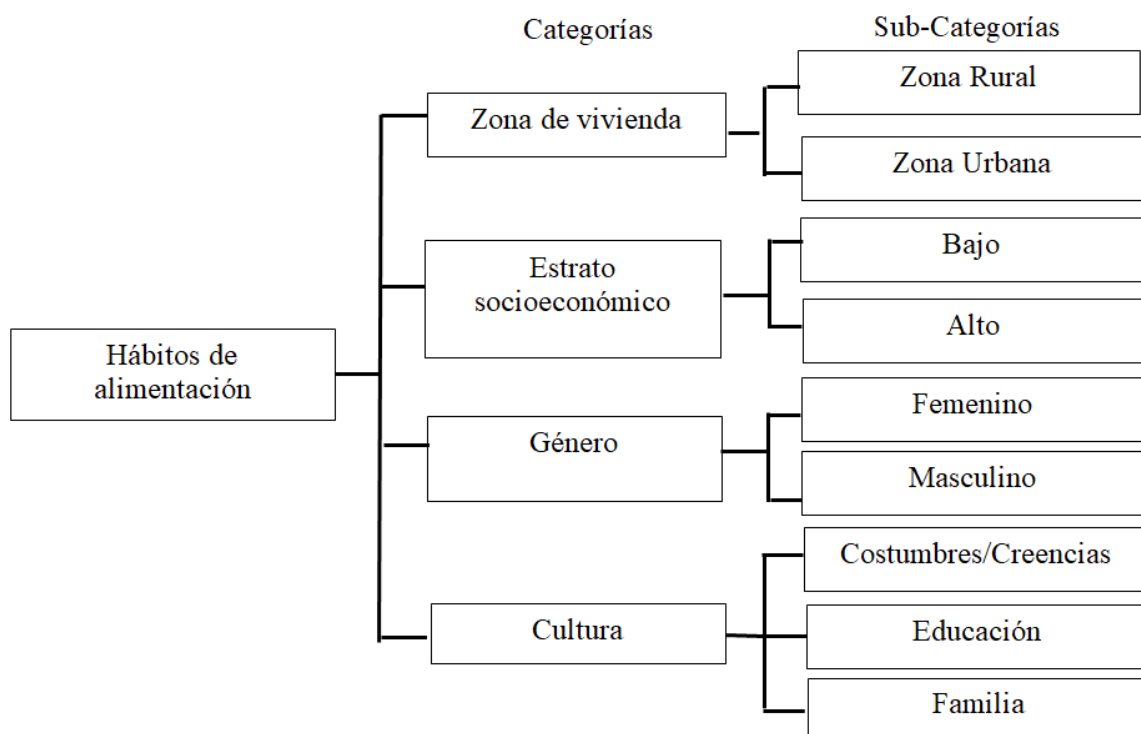 Categorías
Sub-Categorías
Hábitos de
alimentación
Zona de vivienda
Zona Rural
Zona Urbana
Estrato
socioeconómico
Bajo
Alto
Género
Femenino
Masculino
Cultura
Costumbres/Creencias
Educación
Familia